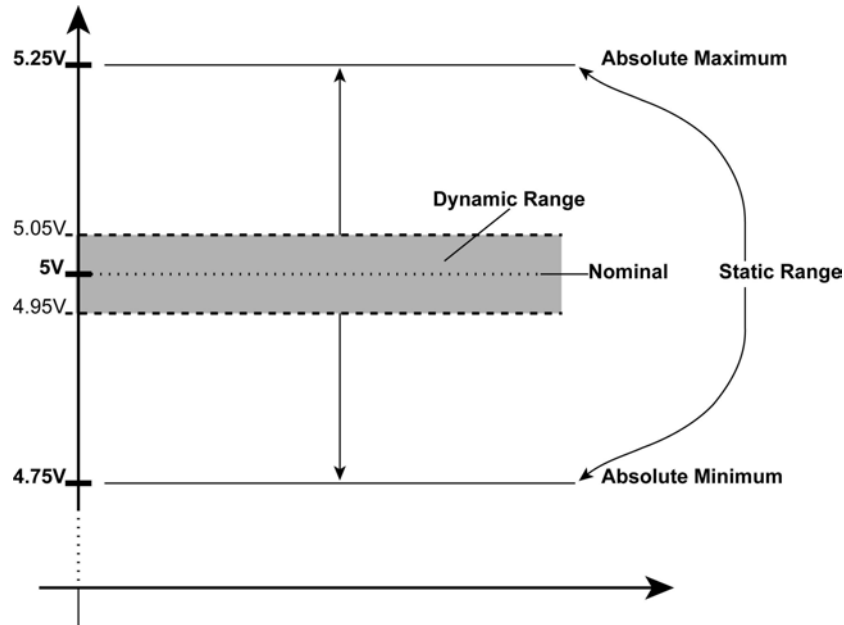 5.25V
Absolute Maximum
Dynamic Range
5.05V
5V
Nominal
Static Range
4.95V
4.75V
Absolute Minimum